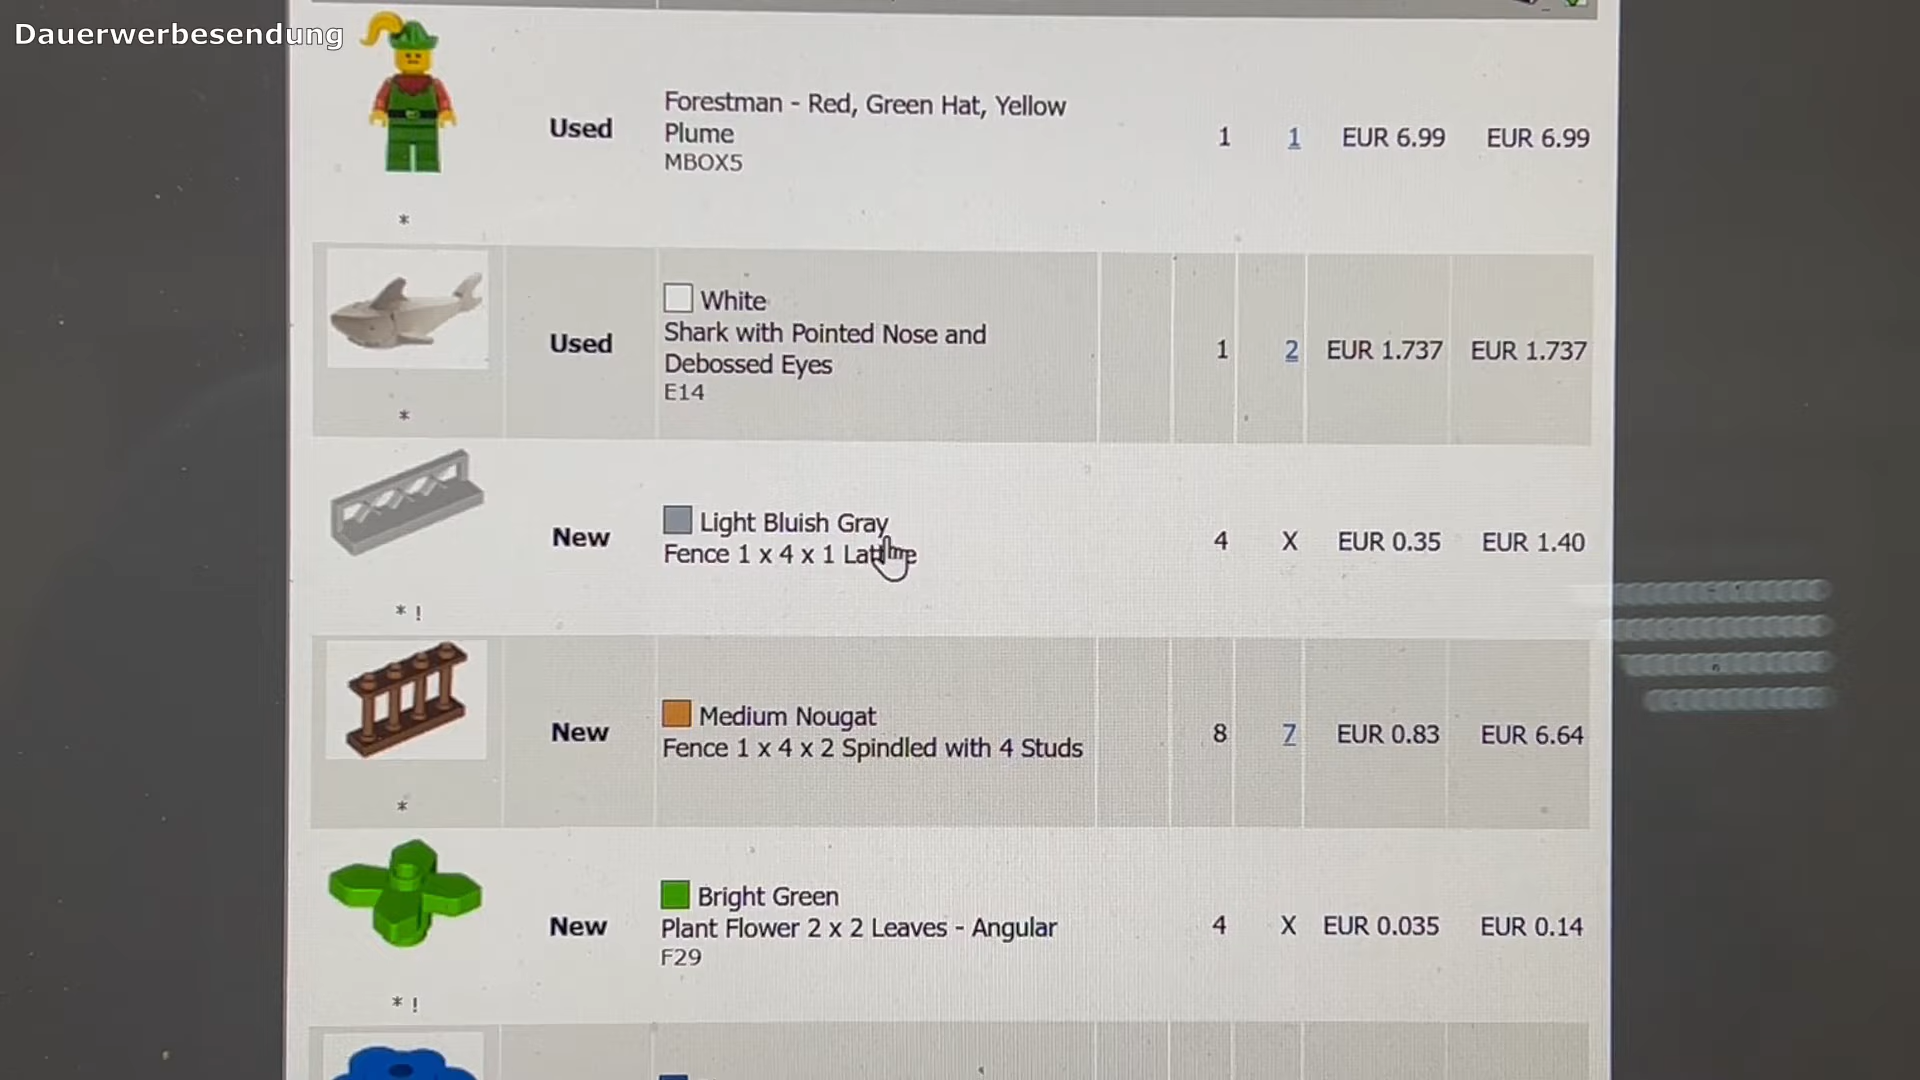 Dauerwerbesendung
Used
Forestman - Red, Green Hat, Yellow
Plume
MBOX5
1 1 EUR 6.99 EUR 6.99
*
Used
White
Shark with Pointed Nose and
Debossed Eyes
E14
1 2 EUR 1.737 EUR 1.737
*
New
Light Bluish Gray
Fence 1 x 4 x 1
4 X EUR 0.35 EUR 1.40
* !
New
Medium Nougat
Fence 1 x 4 x 2 Spindled with 4 Studs
8 7 EUR 0.83 EUR 6.64
*
New
Bright Green
Plant Flower 2 x 2 Leaves - Angular
F29
4 X EUR 0.035 EUR 0.14
* !